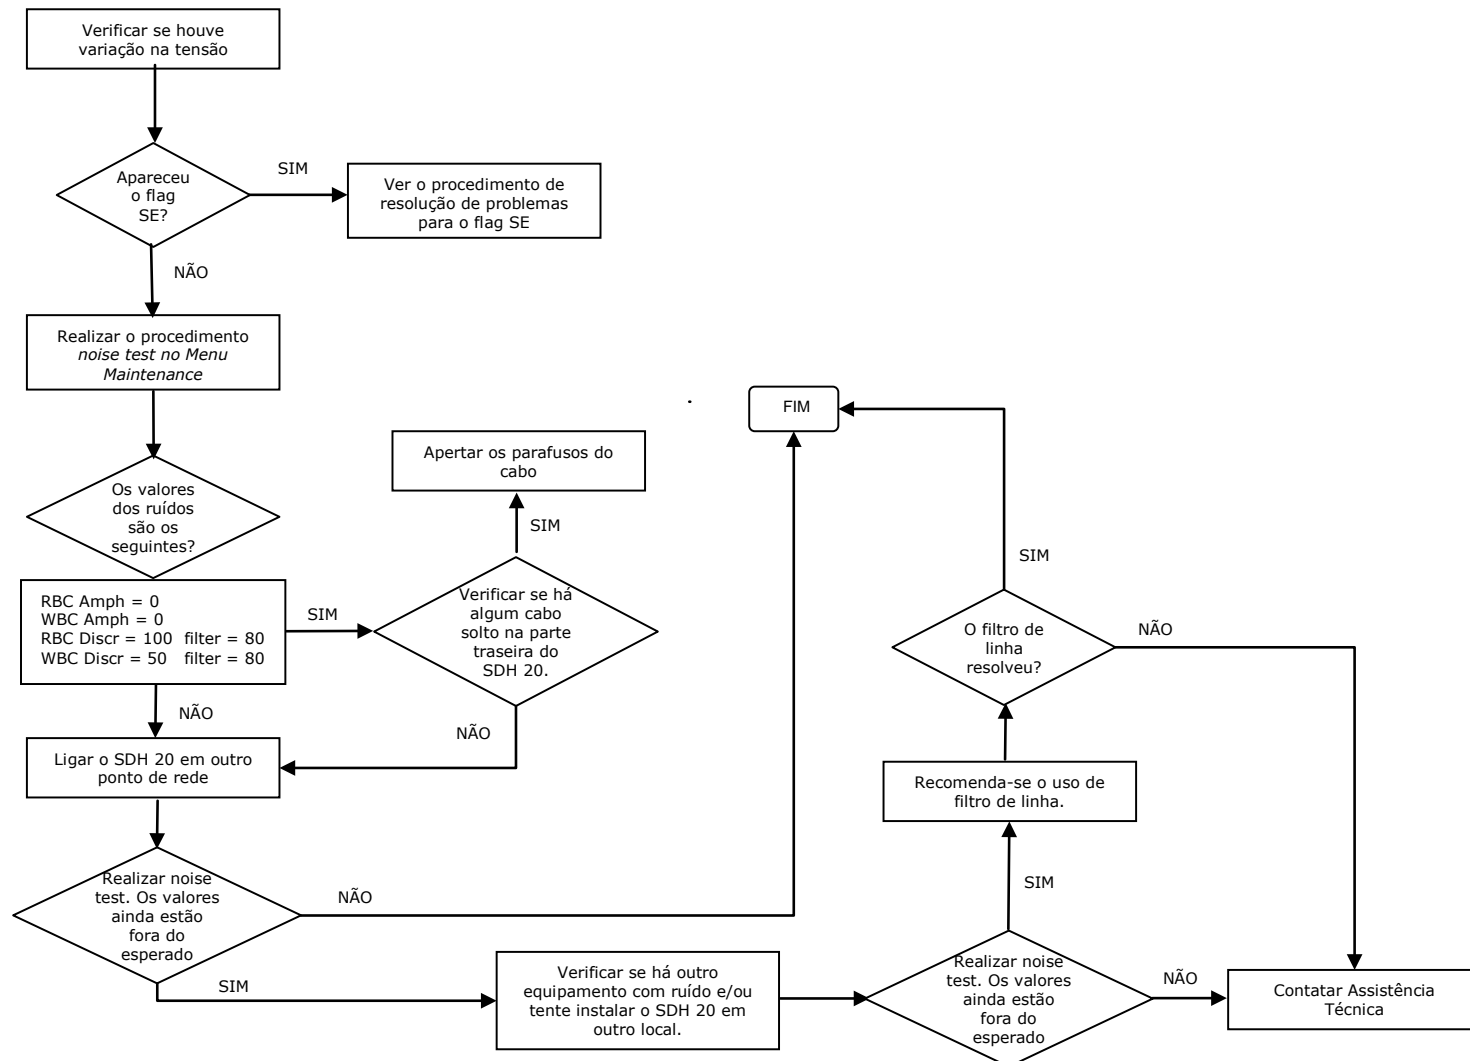 Verificar se houve
variação na tensão
Apareceu
o flag
SE?
SIM
Ver o procedimento de
resolução de problemas
para o flag SE
NÃO
Realizar o procedimento
noise test no Menu
Maintenance
Os valores
dos ruídos
são os
seguintes?
RBC Amph = 0
WBC Amph = 0
RBC Discr = 100 filter = 80
WBC Discr = 50 filter = 80
SIM
Verificar se há
algum cabo
solto na parte
traseira do
SDH 20.
SIM
Apertar os parafusos do
cabo
NÃO
NÃO
Ligar o SDH 20 em outro
ponto de rede
Realizar noise
test. Os valores
ainda estão
fora do
esperado
NÃO
FIM
SIM
Verificar se há outro
equipamento com ruído e/ou
tente instalar o SDH 20 em
outro local.
Realizar noise
test. Os valores
ainda estão
fora do
esperado
NÃO
Contatar Assistência
Técnica
SIM
Recomenda-se o uso de
filtro de linha.
O filtro de
linha
resolveu?
SIM
NÃO
.